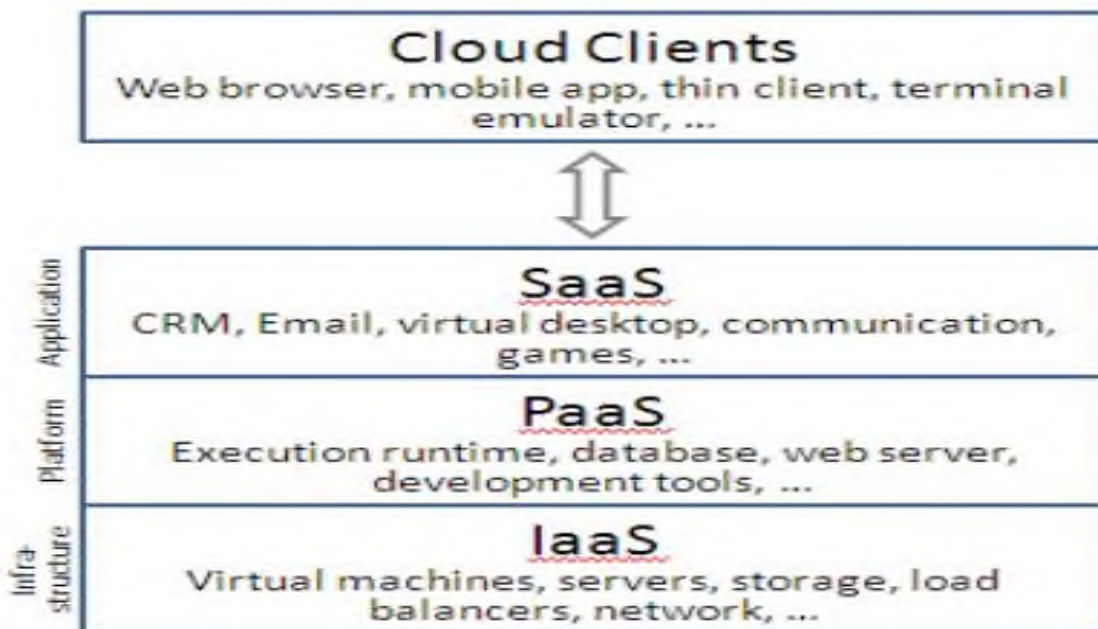 Cloud Clients
Web browser, mobile app, thin client, terminal
emulator, ...
Application
SaaS
CRM, Email, virtual desktop, communication,
games, ...
Platform
PaaS
Execution runtime, database, web server,
development tools, ...
Infra-
structure
IaaS
Virtual machines, servers, storage, load
balancers, network, ...